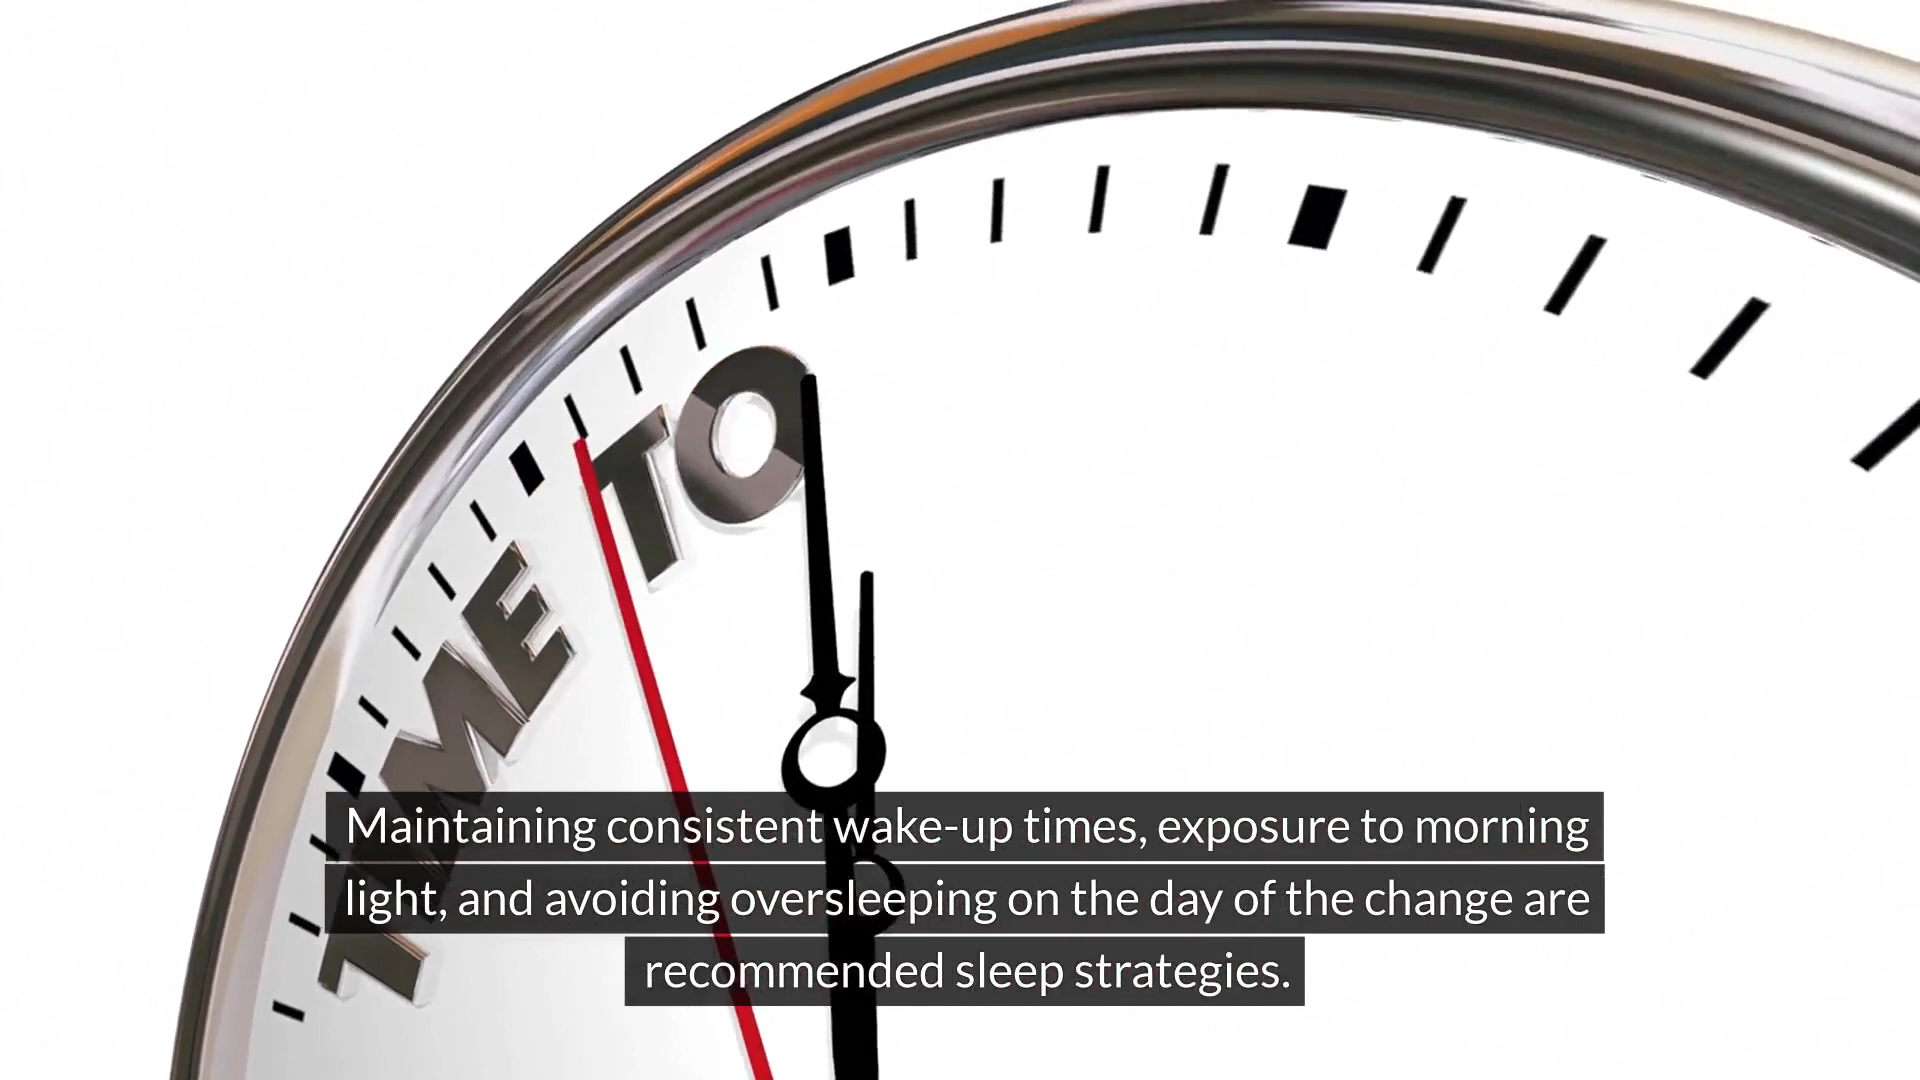 TIME TO
Maintaining consistent wake-up times, exposure to morning
light, and avoiding oversleeping on the day of the change are
recommended sleep strategies.